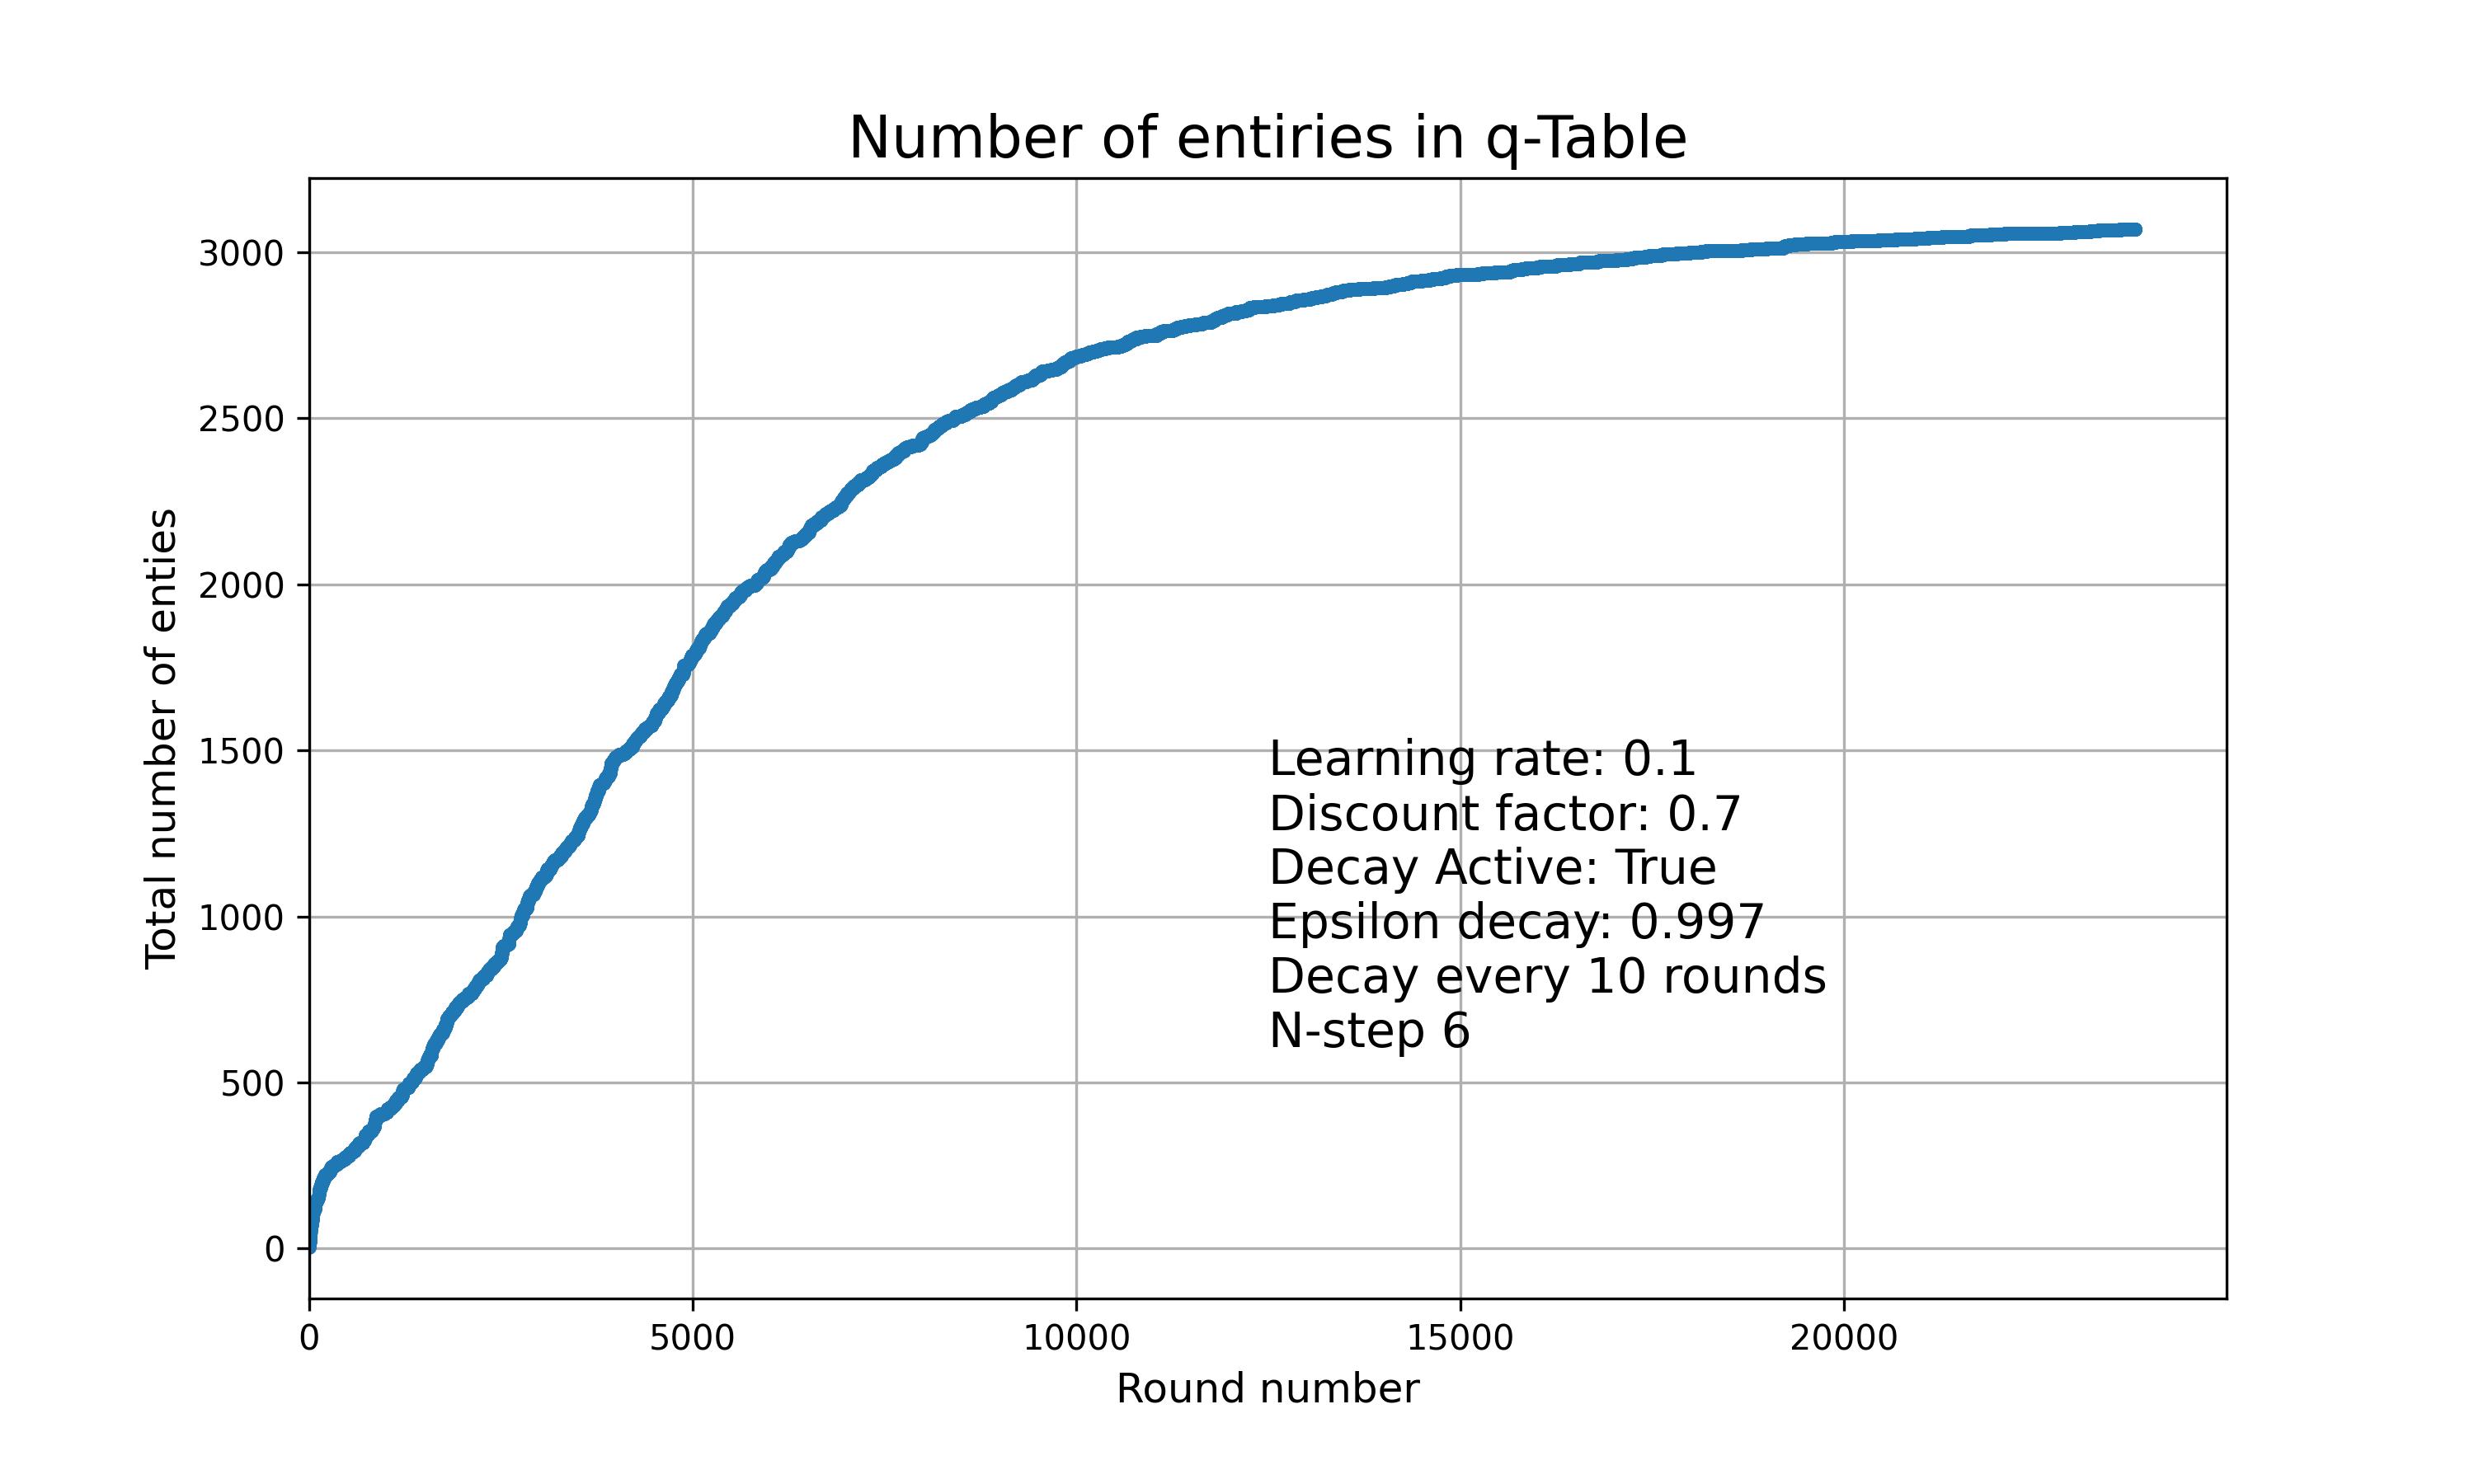 Number of entiries in q-Table
Total number of enties
3000
2500
2000
1500
1000
500
0
Learning rate: 0.1
Discount factor: 0.7
Decay Active: True
Epsilon decay: 0.997
Decay every 10 rounds
N-step 6
0 5000 10000 15000 20000
Round number